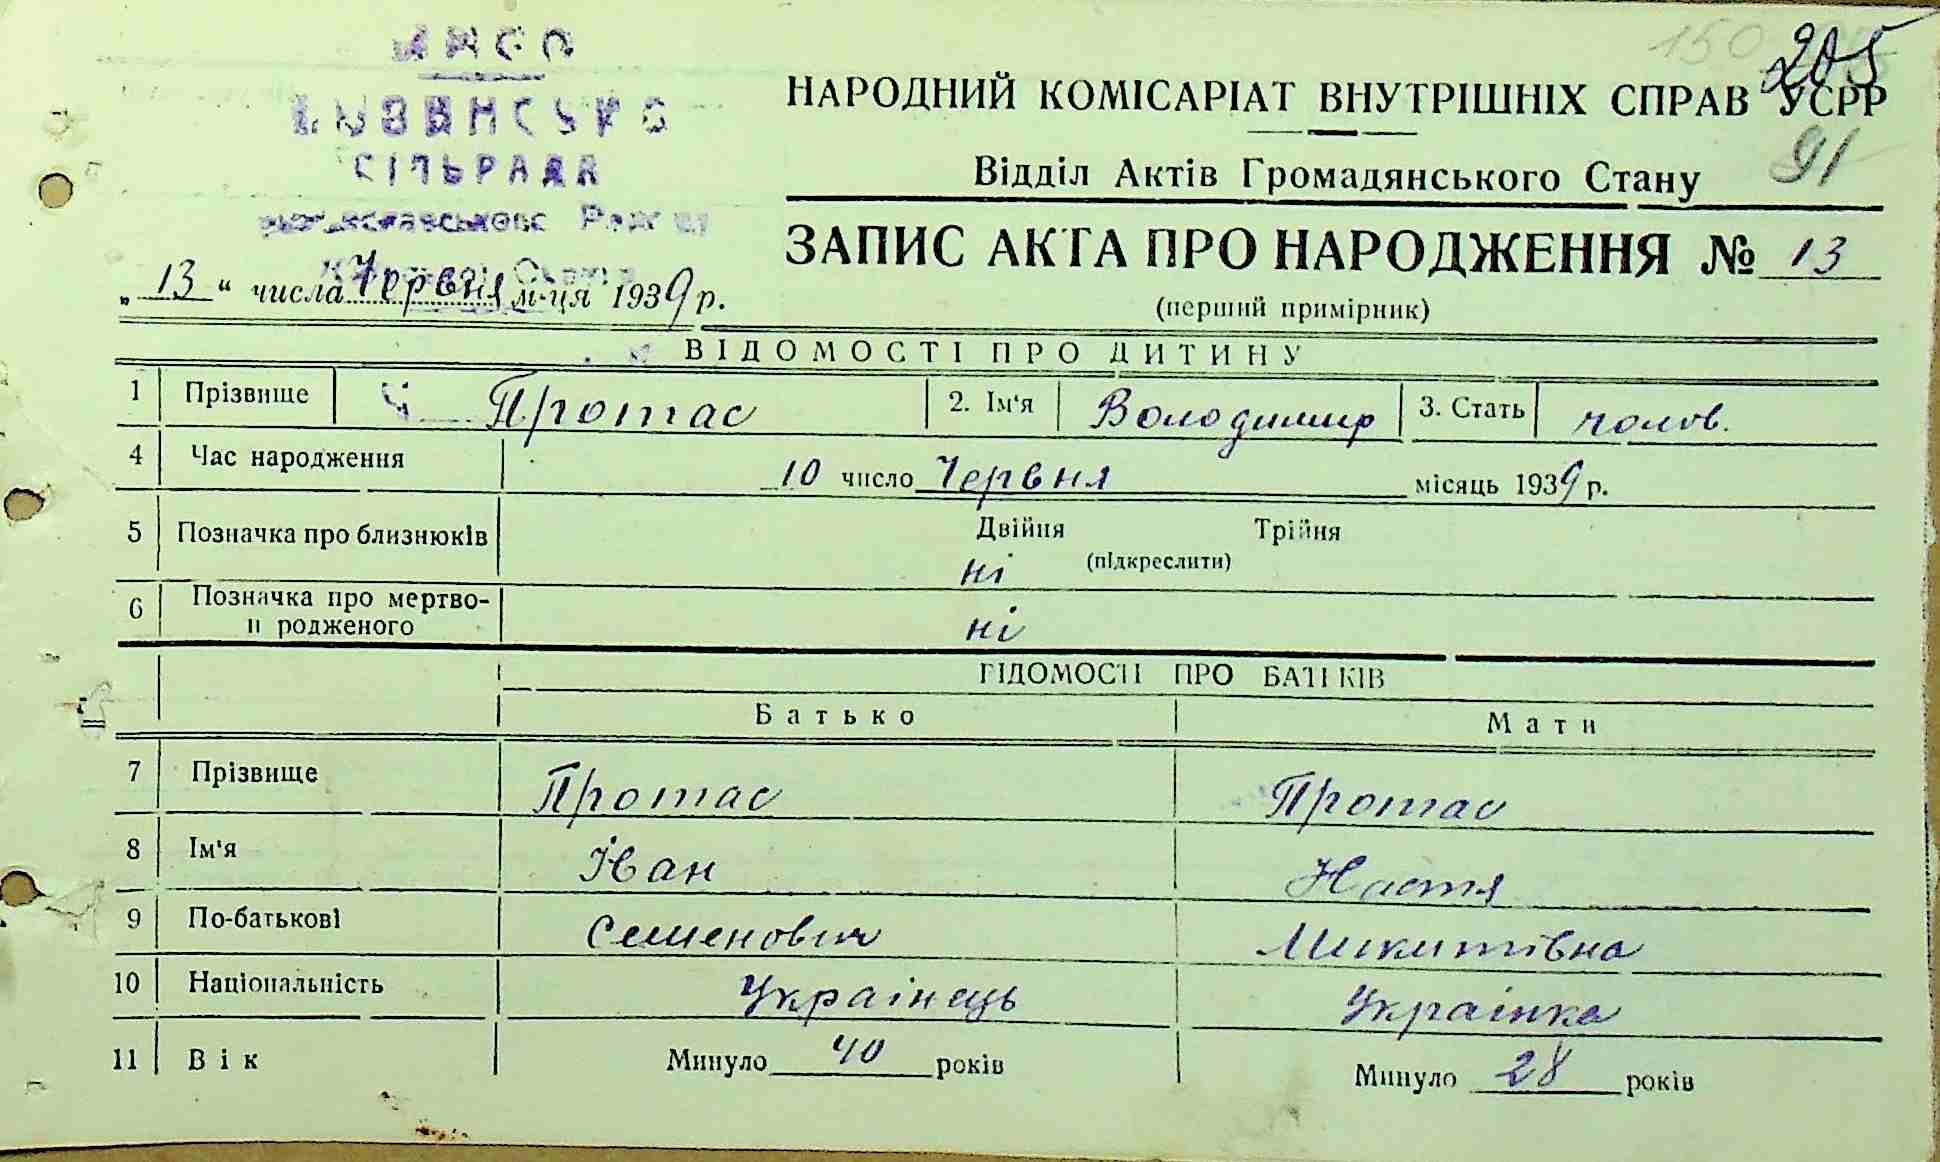 150
205
НАРОДНИЙ КОМІСАРІАТ ВНУТРІШНІХ СПРАВ УСРР
91
Відділ Актів Громадянського Стану
СІЛЬРАДА
ЗАПИС АКТА ПРО НАРОДЖЕННЯ № 13
„13“ числа Червня м-ця 1939 р.
(перший примірник)
ВІДОМОСТІ ПРО ДИТИНУ
1 Прізвище Протас 2. Ім'я Володимир 3. Стать чолов.
4 Час народження 10 число Червня місяць 1939 р.
5 Позначка про близнюків Двійня Трійня
(підкреслити)
ні
6 Позначка про мертво-
родженого ні
ВІДОМОСТІ ПРО БАТЬКІВ
Батько Мати
7 Прізвище Протас Протас
8 Ім'я Іван Настя
9 По-батькові Семенович Микитівна
10 Національність Українець Українка
11 Вік Минуло 40 років Минуло 28 років